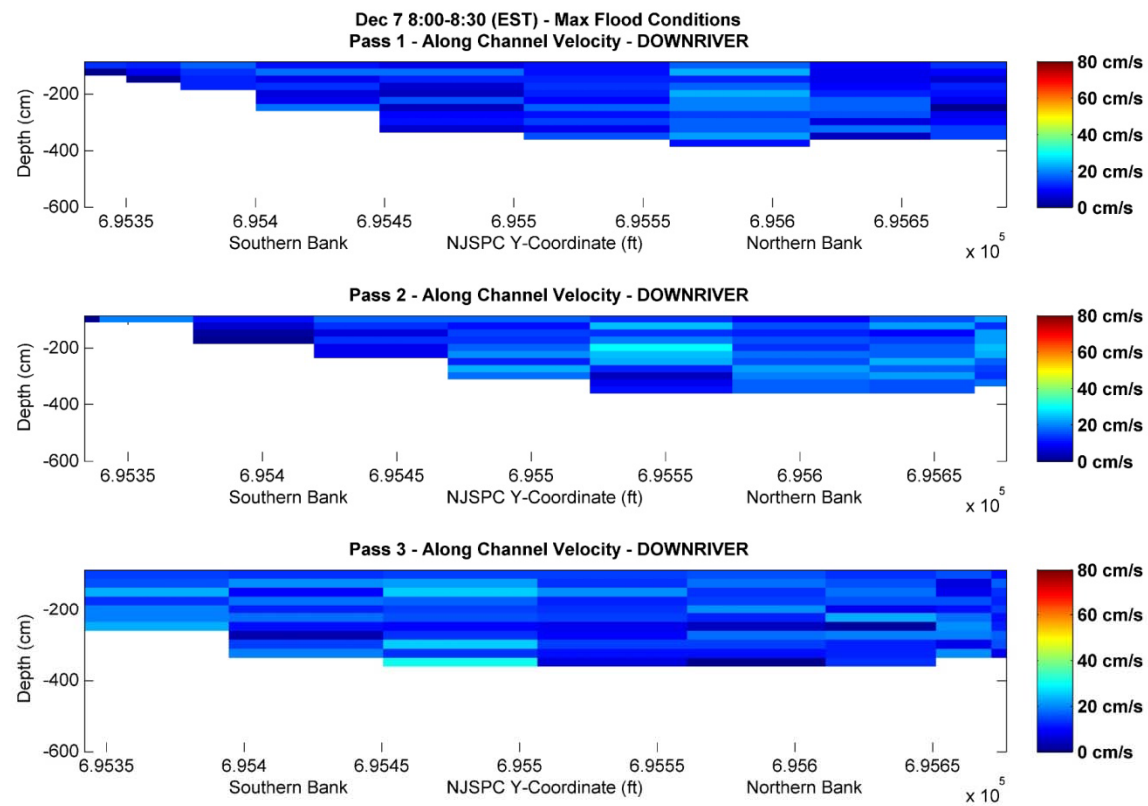 Dec 7 8:00-8:30 (EST) - Max Flood Conditions
Pass 1 - Along Channel Velocity - DOWNRIVER
80 cm/s
60 cm/s
40 cm/s
20 cm/s
0 cm/s
Depth (cm)
-200
-400
-600
6.9535 6.954 6.9545 6.955 6.9555 6.956 6.9565
Southern Bank NJSPC Y-Coordinate (ft) Northern Bank
x 10^5
Pass 2 - Along Channel Velocity - DOWNRIVER
80 cm/s
60 cm/s
40 cm/s
20 cm/s
0 cm/s
Depth (cm)
-200
-400
-600
6.9535 6.954 6.9545 6.955 6.9555 6.956 6.9565
Southern Bank NJSPC Y-Coordinate (ft) Northern Bank
x 10^5
Pass 3 - Along Channel Velocity - DOWNRIVER
80 cm/s
60 cm/s
40 cm/s
20 cm/s
0 cm/s
Depth (cm)
-200
-400
-600
6.9535 6.954 6.9545 6.955 6.9555 6.956 6.9565
Southern Bank NJSPC Y-Coordinate (ft) Northern Bank
x 10^5